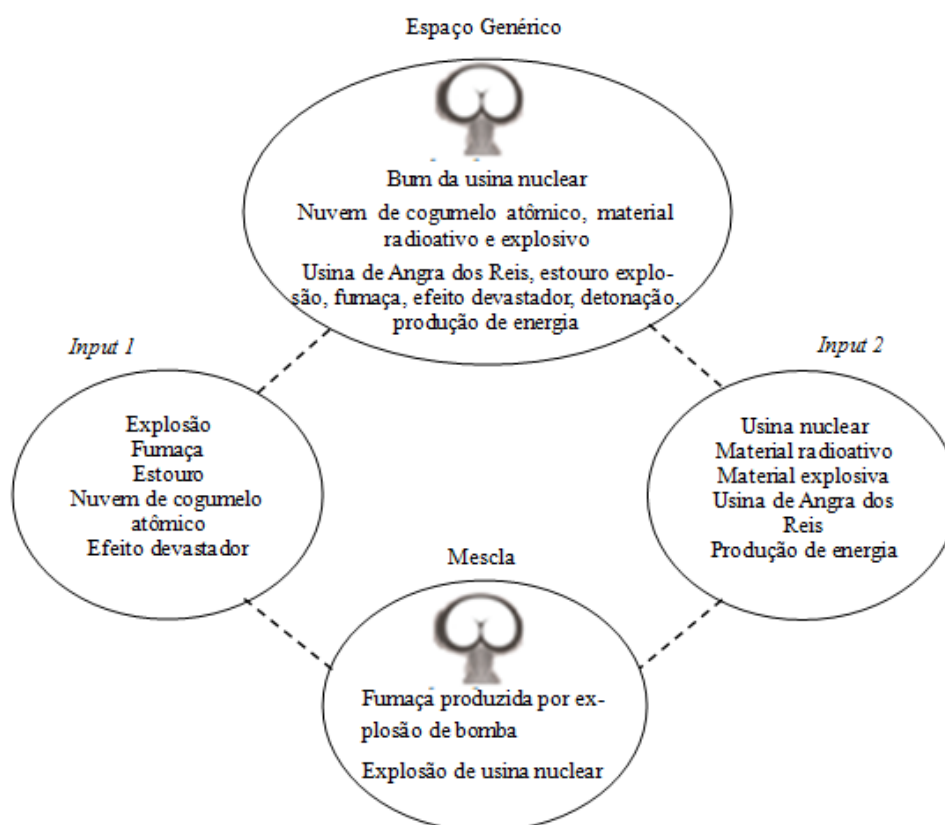 Espaço Genérico
Bum da usina nuclear
Nuvem de cogumelo atômico, material
radioativo e explosivo
Usina de Angra dos Reis, estouro explo-
são, fumaça, efeito devastador, detonação,
produção de energia
Input 1
Input 2
Explosão
Fumaça
Estouro
Nuvem de cogumelo
atômico
Efeito devastador
Usina nuclear
Material radioativo
Material explosiva
Usina de Angra dos
Reis
Produção de energia
Mescla
Fumaça produzida por ex-
plosão de bomba
Explosão de usina nuclear